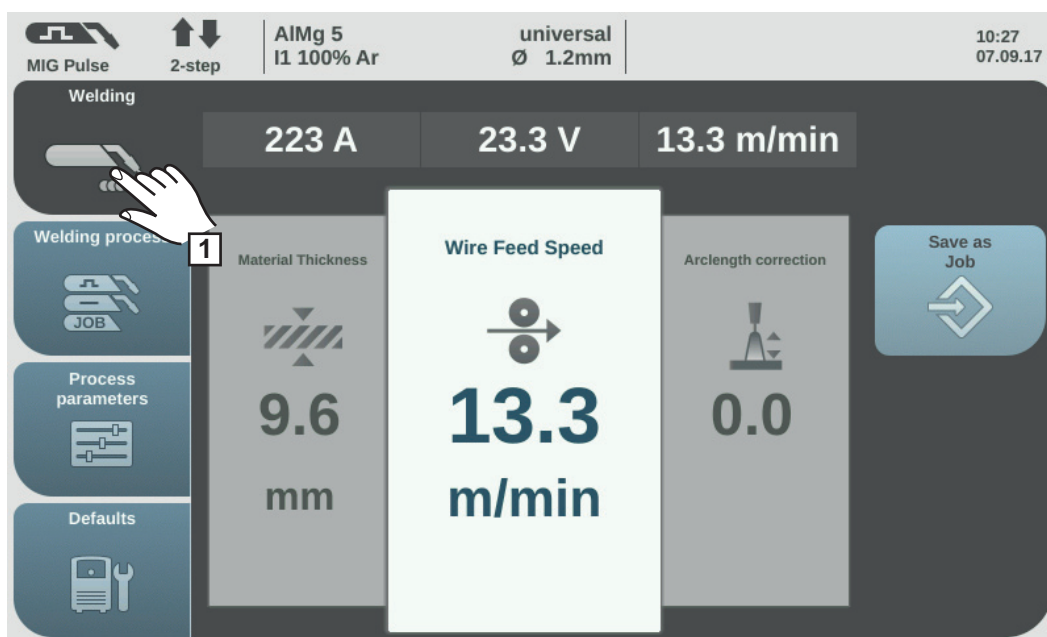 MIG Pulse
2-step
AlMg 5
I1 100% Ar
universal
Ø 1.2mm
10:27
07.09.17
Welding
223 A
23.3 V
13.3 m/min
1
Welding process
JOB
Process
parameters
Defaults
Material Thickness
9.6
mm
Wire Feed Speed
13.3
m/min
Arclength correction
0.0
Save as
Job